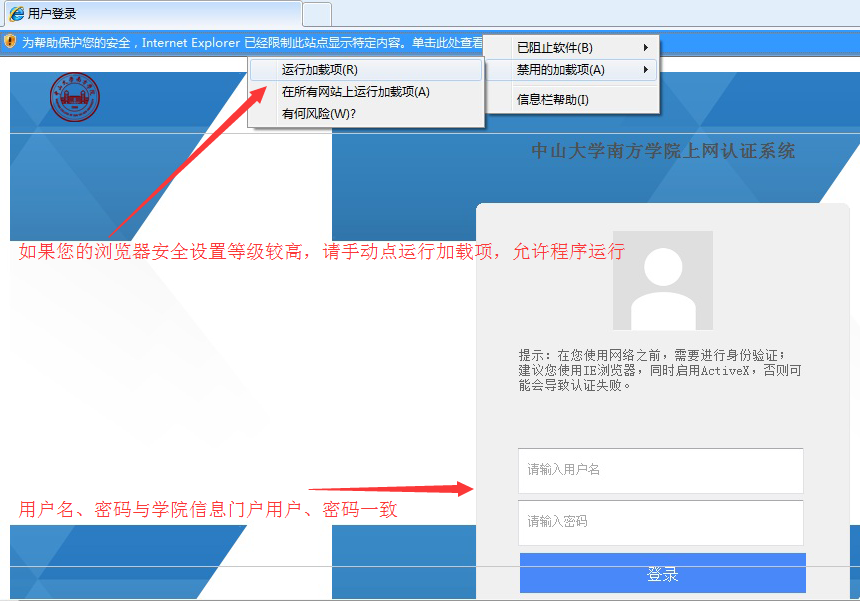 用户登录
为帮助保护您的安全，Internet Explorer 已经限制此站点显示特定内容。单击此处查看
已阻止软件(B)
禁用的加载项(A)
信息栏帮助(I)
运行加载项(R)
在所有网站上运行加载项(A)
有何风险(W)?
中山大学南方学院上网认证系统
如果您的浏览器安全设置等级较高，请手动点运行加载项，允许程序运行
提示：在您使用网络之前，需要进行身份验证；
建议您使用IE浏览器，同时启用ActiveX，否则可
能会导致认证失败。
请输入用户名
用户名、密码与学院信息门户用户、密码一致
请输入密码
登录